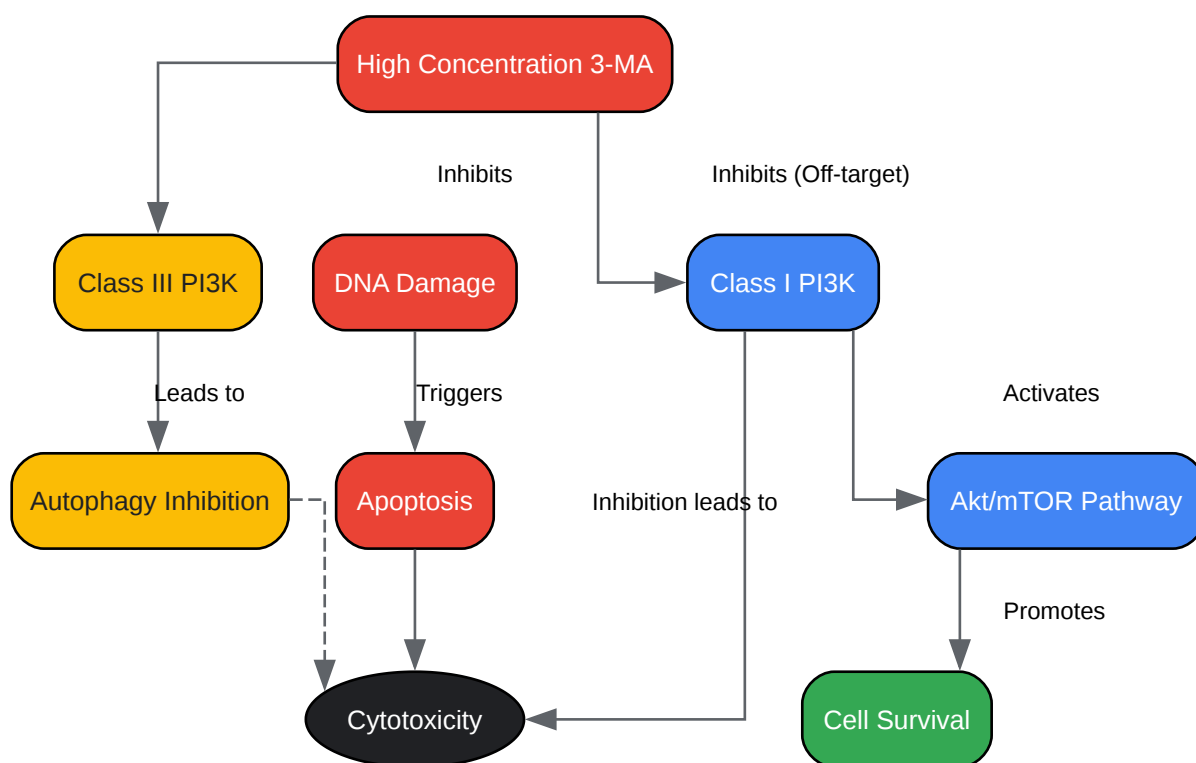 High Concentration 3-MA
Inhibits
Inhibits (Off-target)
Class III PI3K
DNA Damage
Class I PI3K
Leads to
Triggers
Activates
Autophagy Inhibition
Apoptosis
Inhibition leads to
Akt/mTOR Pathway
Promotes
Cytotoxicity
Cell Survival